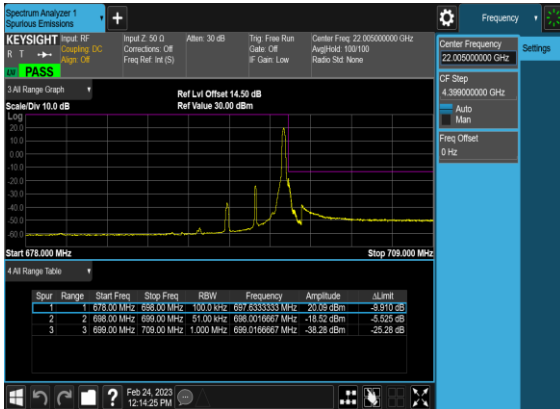 Spectrum Analyzer 1
Spurious Emissions
Frequency
KEYSIGHT
Input: RF
Input Z: 50 Ω
Atten: 30 dB
Trig: Free Run
Center Freq: 22.005000000 GHz
R T
Coupling: DC
Corrections: Off
Gate: Off
Avg|Hold: 100/100
Align: Off
Freq Ref: Int (S)
IF Gain: Low
Radio Std: None
PASS
Center Frequency
22.005000000 GHz
Settings
CF Step
4.399000000 GHz
Auto
Man
Freq Offset
0 Hz
3 All Range Graph
Ref Lvl Offset 14.50 dB
Scale/Div 10.0 dB
Ref Value 30.00 dBm
Log
20.0
10.0
0.00
-10.0
-20.0
-30.0
-40.0
-50.0
-60.0
Start 678.000 MHz
Stop 709.000 MHz
4 All Range Table
Spur Range Start Freq Stop Freq RBW Frequency Amplitude ΔLimit
1 1 678.00 MHz 698.00 MHz 100.0 kHz 697.6333333 MHz 20.09 dBm -9.910 dB
2 2 698.00 MHz 699.00 MHz 51.00 kHz 698.0016667 MHz -18.52 dBm -5.525 dB
3 3 699.00 MHz 709.00 MHz 1.000 MHz 699.0166667 MHz -38.28 dBm -25.28 dB
?
Feb 24, 2023
12:14:25 PM